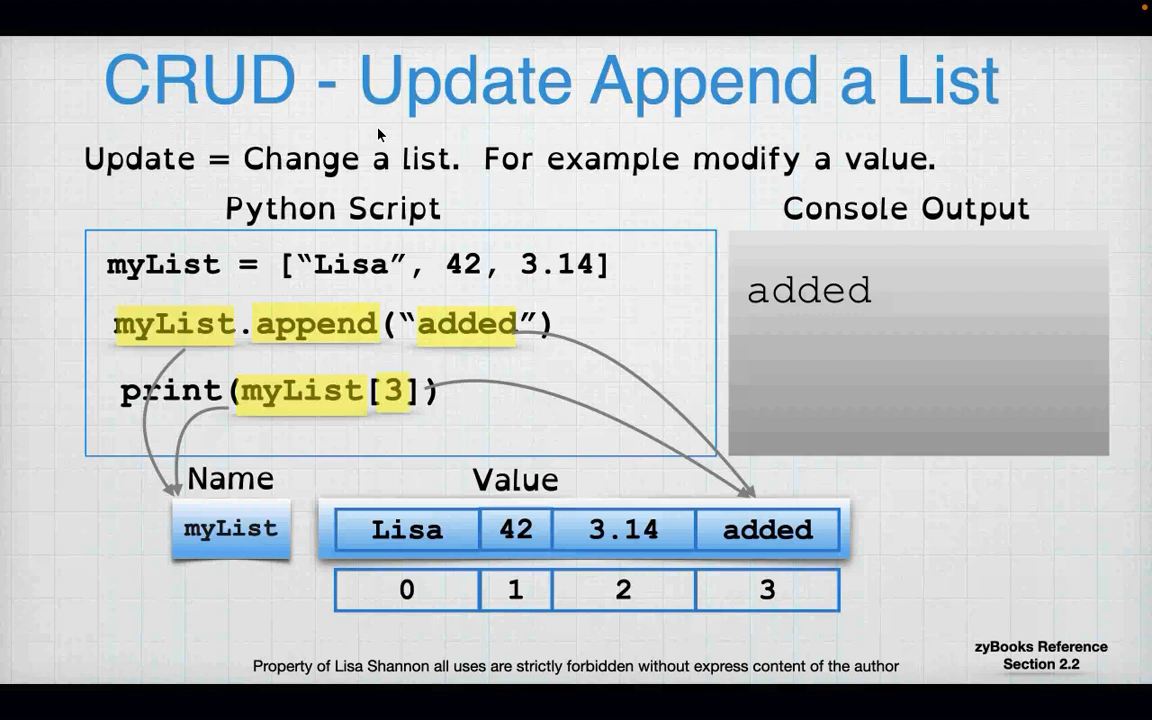 CRUD - Update Append a List
Update = Change a list. For example modify a value.
Python Script
myList = [“Lisa”, 42, 3.14]
myList.append(“added”)
print(myList[3])
Console Output
added
Name
Value
myList
Lisa 42 3.14 added
0 1 2 3
Property of Lisa Shannon all uses are strictly forbidden without express content of the author
zyBooks Reference
Section 2.2